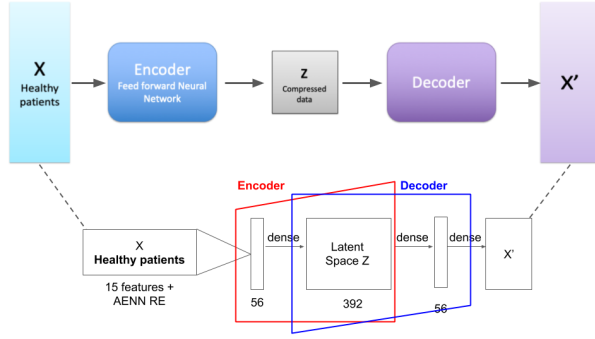 X
Healthy
patients
Encoder
Feed forward Neural
Network
Z
Compressed
data
Decoder
X'
Encoder
Decoder
X
Healthy patients
15 features +
AENN RE
56
dense
Latent
Space Z
392
dense
56
dense
X'